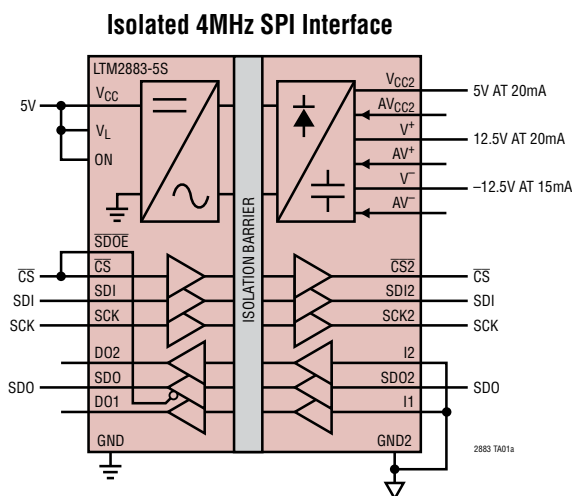 Isolated 4MHz SPI Interface
LTM2883-5S
5V
VCC
VL
ON
VCC2
5V AT 20mA
AVCC2
V+
12.5V AT 20mA
AV+
V−
–12.5V AT 15mA
AV−
ISOLATION BARRIER
SDOE
CS
CS
CS2
CS
SDI
SDI
SDI2
SDI
SCK
SCK
SCK2
SCK
DO2
I2
SDO
SDO
SDO2
SDO
DO1
I1
GND
GND2
2883 TA01a